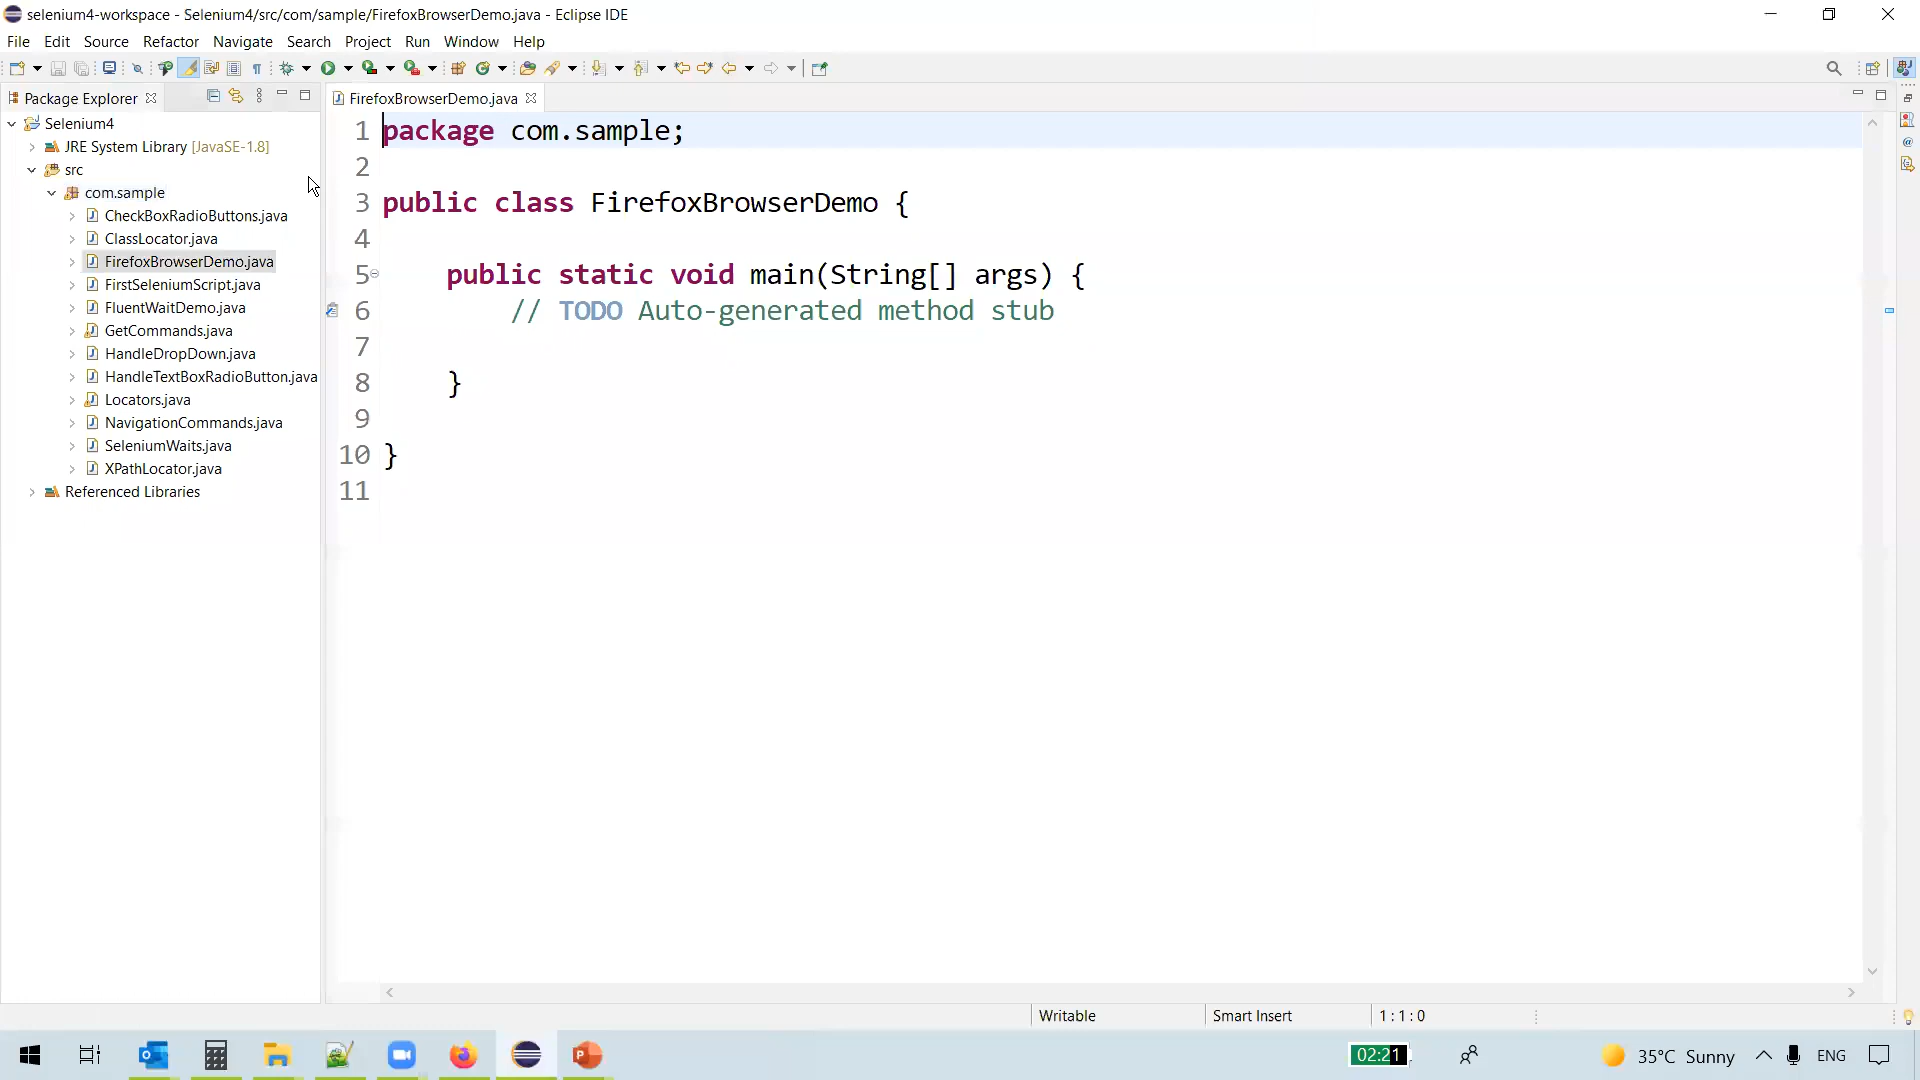 selenium4-workspace - Selenium4/src/com/sample/FirefoxBrowserDemo.java - Eclipse IDE
File Edit Source Refactor Navigate Search Project Run Window Help
Package Explorer
Selenium4
JRE System Library [JavaSE-1.8]
src
com.sample
CheckBoxRadioButtons.java
ClassLocator.java
FirefoxBrowserDemo.java
FirstSeleniumScript.java
FluentWaitDemo.java
GetCommands.java
HandleDropDown.java
HandleTextBoxRadioButton.java
Locators.java
NavigationCommands.java
SeleniumWaits.java
XPathLocator.java
Referenced Libraries
FirefoxBrowserDemo.java
1 package com.sample;
2
3 public class FirefoxBrowserDemo {
4
5 public static void main(String[] args) {
6 // TODO Auto-generated method stub
7
8 }
9
10 }
11
Writable Smart Insert 1 : 1 : 0
02:21 35°C Sunny ENG